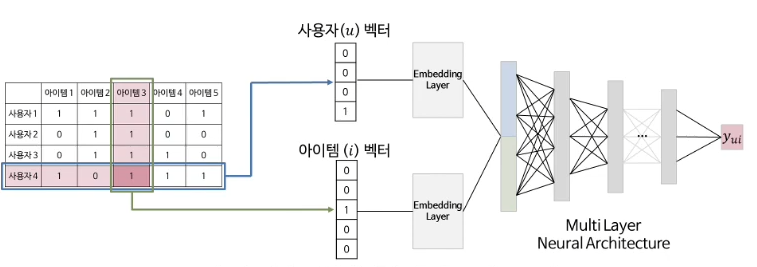 사용자(u) 벡터
0
0
0
1
Embedding
Layer
아이템 1 아이템 2 아이템 3 아이템 4 아이템 5
사용자 1 1 1 1 0 1
사용자 2 0 1 1 0 0
사용자 3 0 1 1 1 0
사용자 4 1 0 1 1 1
아이템 (i) 벡터
0
0
1
0
0
Embedding
Layer
...
yui
Multi Layer
Neural Architecture